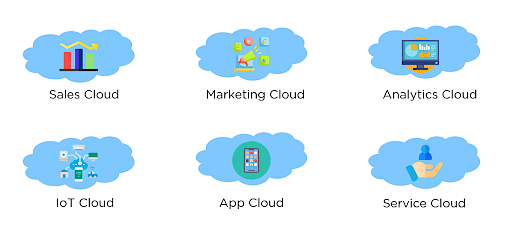 Sales Cloud
Marketing Cloud
Analytics Cloud
IoT Cloud
App Cloud
Service Cloud